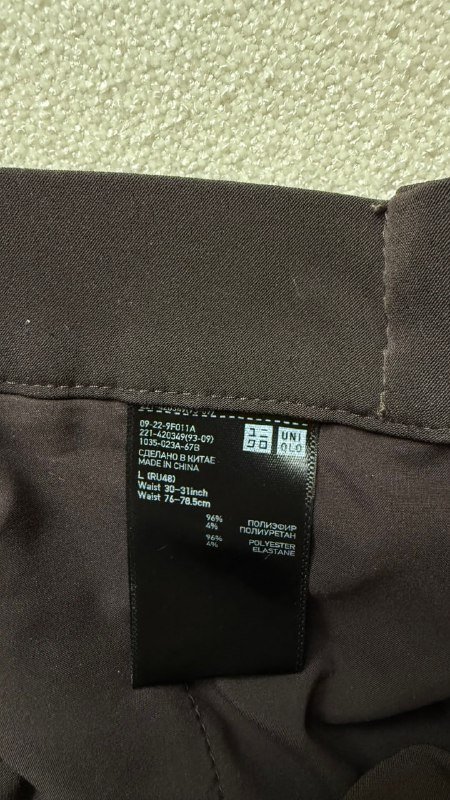 09-22-9F011A
221-420349(93-09)
1035-023A-67B
UNI
QLO
СДЕЛАНО В КИТАЕ
MADE IN CHINA
L (RU48)
Waist 30-31inch
Waist 76-78.5cm
96% ПОЛИЭФИР
4% ПОЛИУРЕТАН
96% POLYESTER
4% ELASTANE